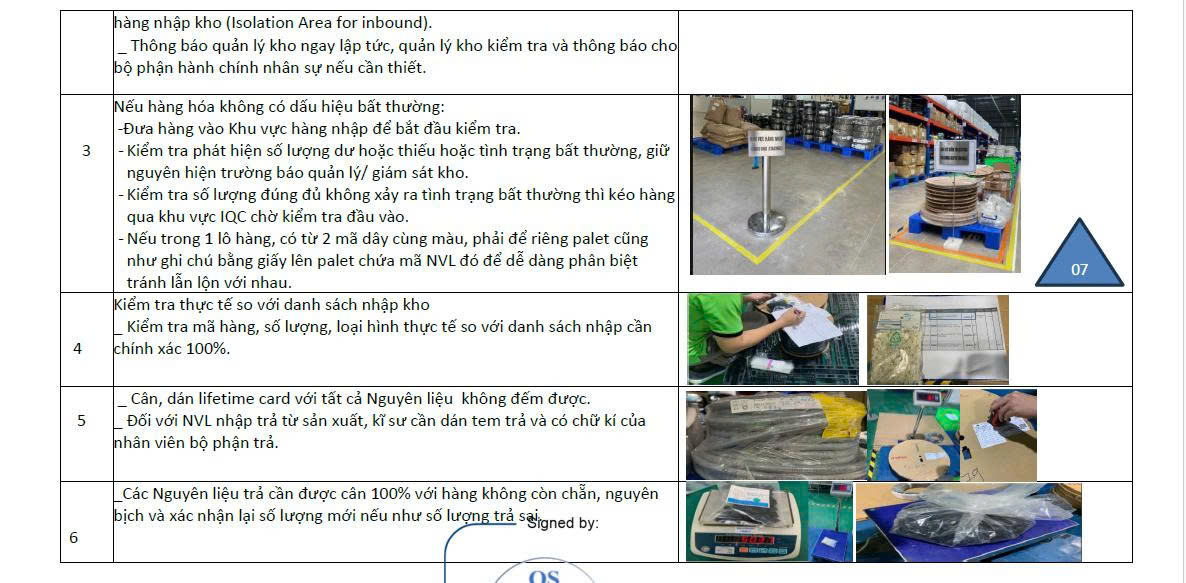 hàng nhập kho (Isolation Area for inbound).
_ Thông báo quản lý kho ngay lập tức, quản lý kho kiểm tra và thông báo cho
bộ phận hành chính nhân sự nếu cần thiết.
3
Nếu hàng hóa không có dấu hiệu bất thường:
-Đưa hàng vào Khu vực hàng nhập để bắt đầu kiểm tra.
- Kiểm tra phát hiện số lượng dư hoặc thiếu hoặc tình trạng bất thường, giữ
nguyên hiện trường báo quản lý/ giám sát kho.
- Kiểm tra số lượng đúng đủ không xảy ra tình trạng bất thường thì kéo hàng
qua khu vực IQC chờ kiểm tra đầu vào.
- Nếu trong 1 lô hàng, có từ 2 mã dây cùng màu, phải để riêng palet cũng
như ghi chú bằng giấy lên palet chứa mã NVL đó để dễ dàng phân biệt
tránh lẫn lộn với nhau.
07
4
Kiểm tra thực tế so với danh sách nhập kho
_ Kiểm tra mã hàng, số lượng, loại hình thực tế so với danh sách nhập cần
chính xác 100%.
5
_ Cân, dán lifetime card với tất cả Nguyên liệu không đếm được.
_ Đối với NVL nhập trả từ sản xuất, kĩ sư cần dán tem trả và có chữ kí của
nhân viên bộ phận trả.
6
_Các Nguyên liệu trả cần được cân 100% với hàng không còn chẵn, nguyên
bịch và xác nhận lại số lượng mới nếu như số lượng trả sai.
Signed by:
QS